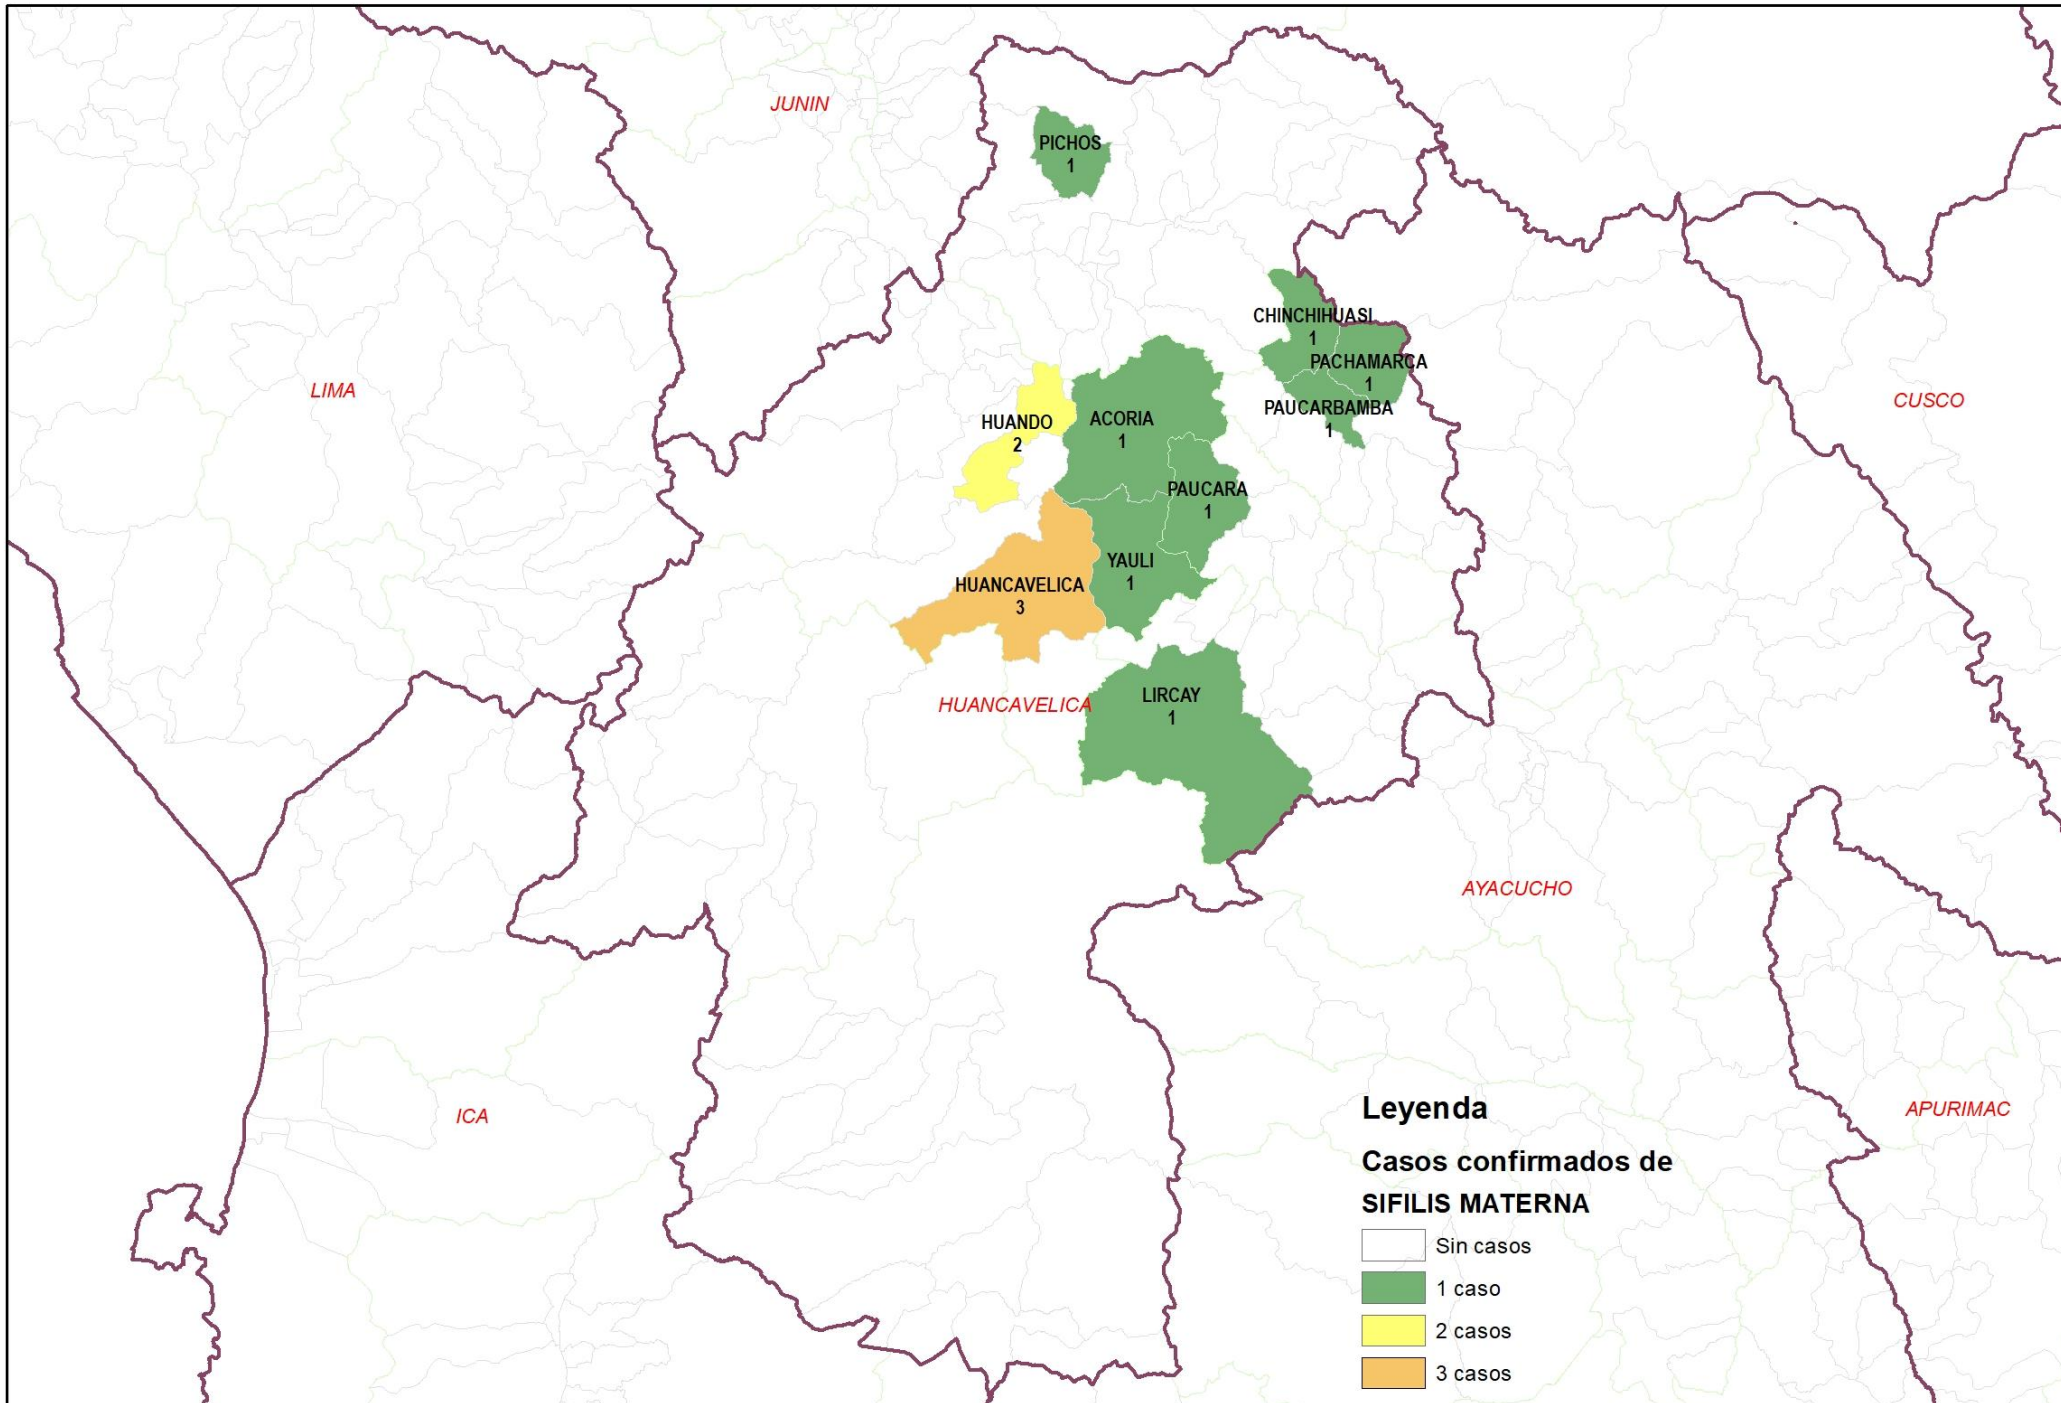 JUNIN
PICHOS
1
CHINCHIHUASI
1
PACHAMARCA
1
PAUCARBAMBA
1
LIMA
CUSCO
HUANDO
2
ACORIA
1
PAUCARA
1
YAULI
1
HUANCAVELICA
3
LIRCAY
1
HUANCAVELICA
AYACUCHO
ICA
APURIMAC
Leyenda
Casos confirmados de
SIFILIS MATERNA
Sin casos
1 caso
2 casos
3 casos